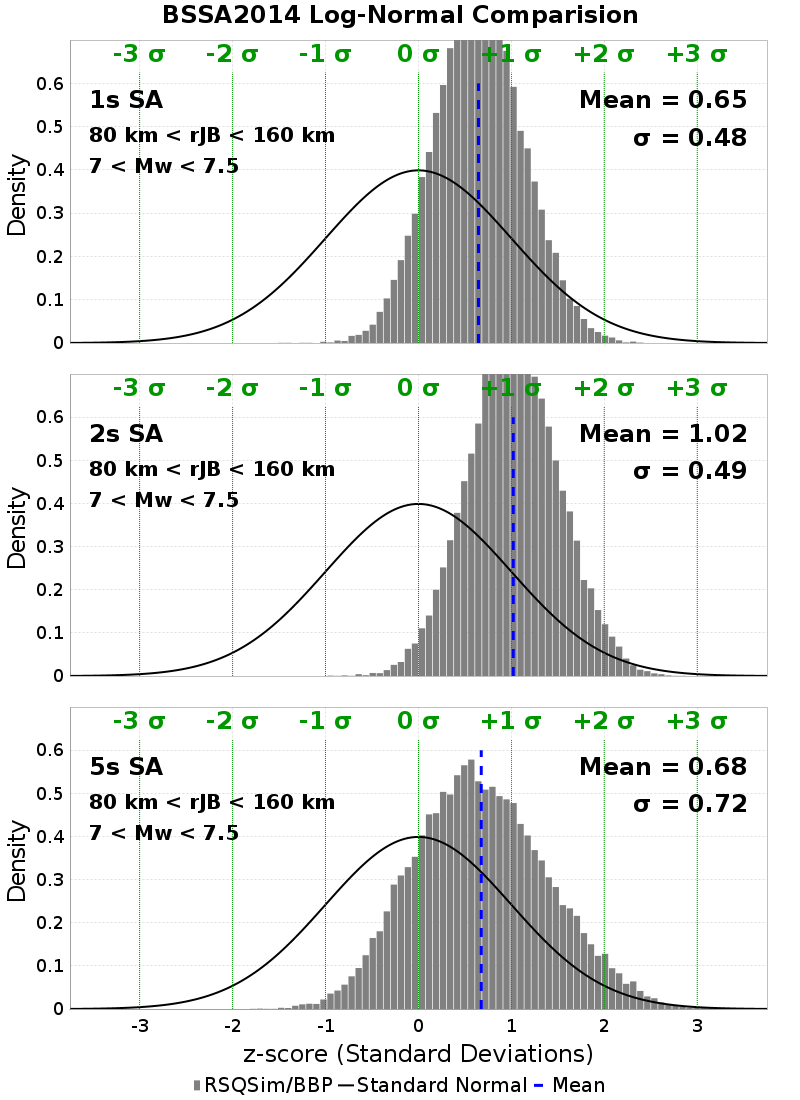 BSSA2014 Log-Normal Comparision
-3 σ -2 σ -1 σ 0 σ +1 σ +2 σ +3 σ
1s SA
80 km < rJB < 160 km
7 < Mw < 7.5
Mean = 0.65
σ = 0.48
Density
0.6
0.5
0.4
0.3
0.2
0.1
0
-3 σ -2 σ -1 σ 0 σ +1 σ +2 σ +3 σ
2s SA
80 km < rJB < 160 km
7 < Mw < 7.5
Mean = 1.02
σ = 0.49
Density
0.6
0.5
0.4
0.3
0.2
0.1
0
-3 σ -2 σ -1 σ 0 σ +1 σ +2 σ +3 σ
5s SA
80 km < rJB < 160 km
7 < Mw < 7.5
Mean = 0.68
σ = 0.72
Density
0.6
0.5
0.4
0.3
0.2
0.1
0
-3 -2 -1 0 1 2 3
z-score (Standard Deviations)
RSQSim/BBP Standard Normal Mean